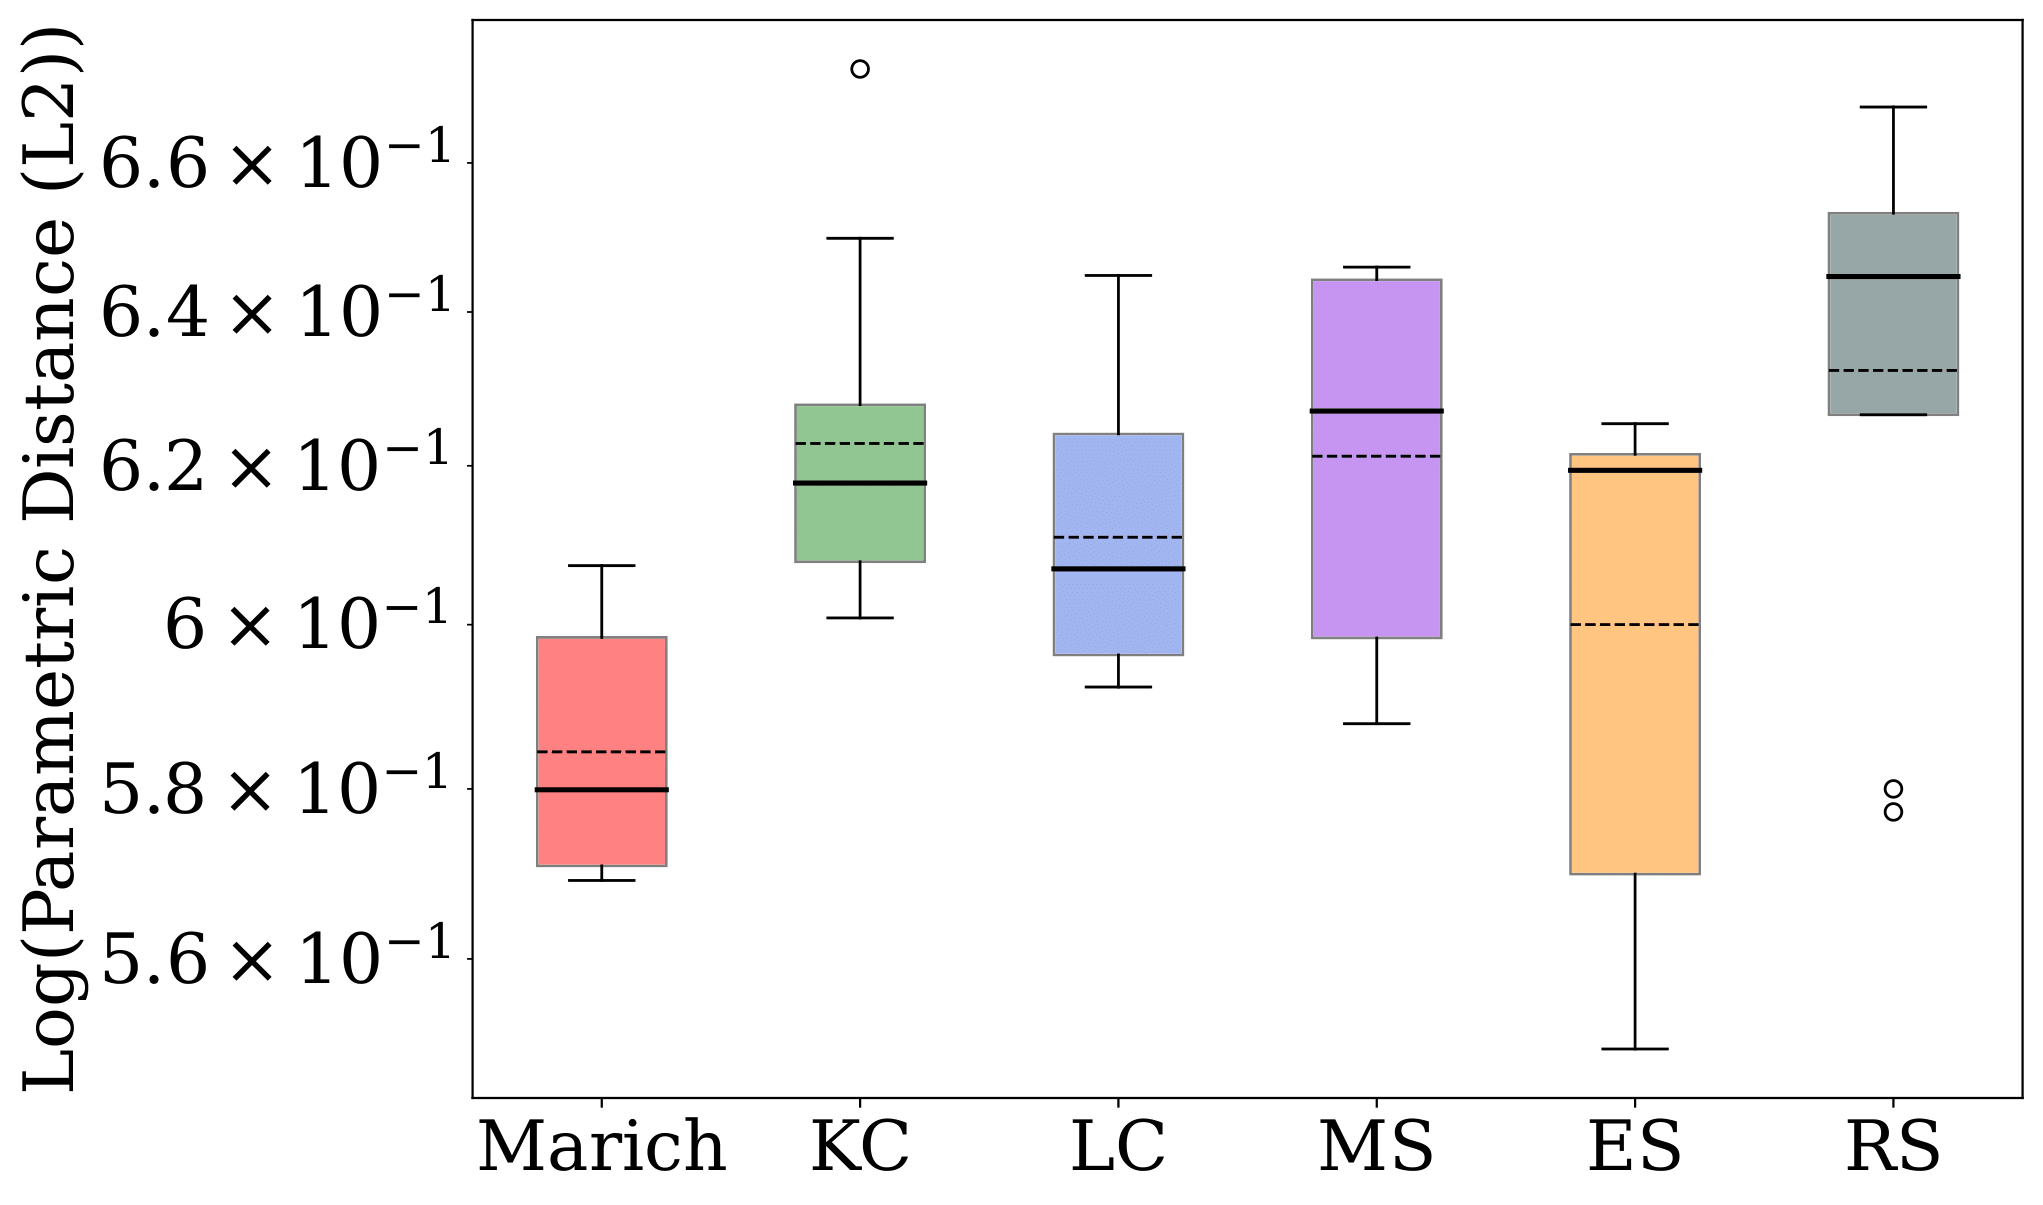 Log(Parametric Distance (L2))
6.6 × 10⁻¹
6.4 × 10⁻¹
6.2 × 10⁻¹
6 × 10⁻¹
5.8 × 10⁻¹
5.6 × 10⁻¹
Marich KC LC MS ES RS